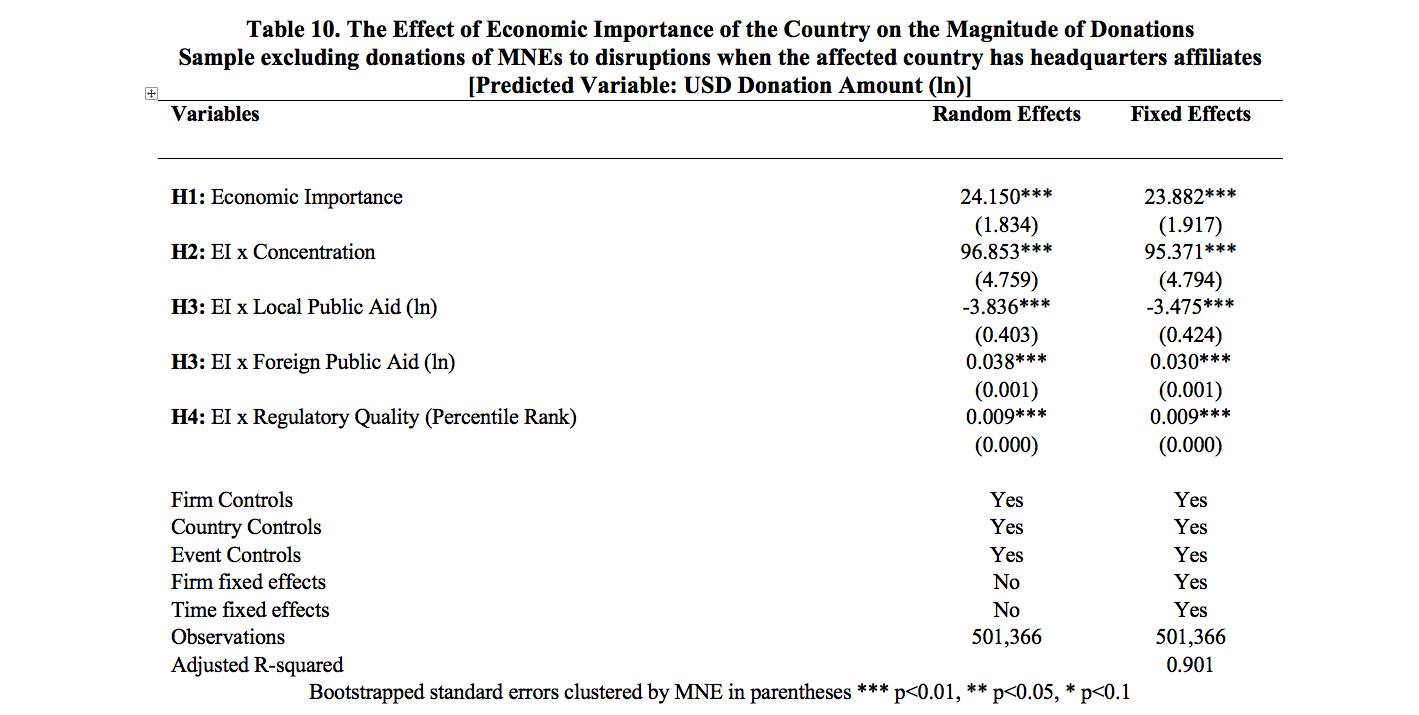 Table 10. The Effect of Economic Importance of the Country on the Magnitude of Donations
Sample excluding donations of MNEs to disruptions when the affected country has headquarters affiliates
[Predicted Variable: USD Donation Amount (ln)]
Variables Random Effects Fixed Effects
H1: Economic Importance 24.150*** 23.882***
(1.834) (1.917)
H2: EI x Concentration 96.853*** 95.371***
(4.759) (4.794)
H3: EI x Local Public Aid (ln) -3.836*** -3.475***
(0.403) (0.424)
H3: EI x Foreign Public Aid (ln) 0.038*** 0.030***
(0.001) (0.001)
H4: EI x Regulatory Quality (Percentile Rank) 0.009*** 0.009***
(0.000) (0.000)
Firm Controls Yes Yes
Country Controls Yes Yes
Event Controls Yes Yes
Firm fixed effects No Yes
Time fixed effects No Yes
Observations 501,366 501,366
Adjusted R-squared 0.901
Bootstrapped standard errors clustered by MNE in parentheses *** p<0.01, ** p<0.05, * p<0.1